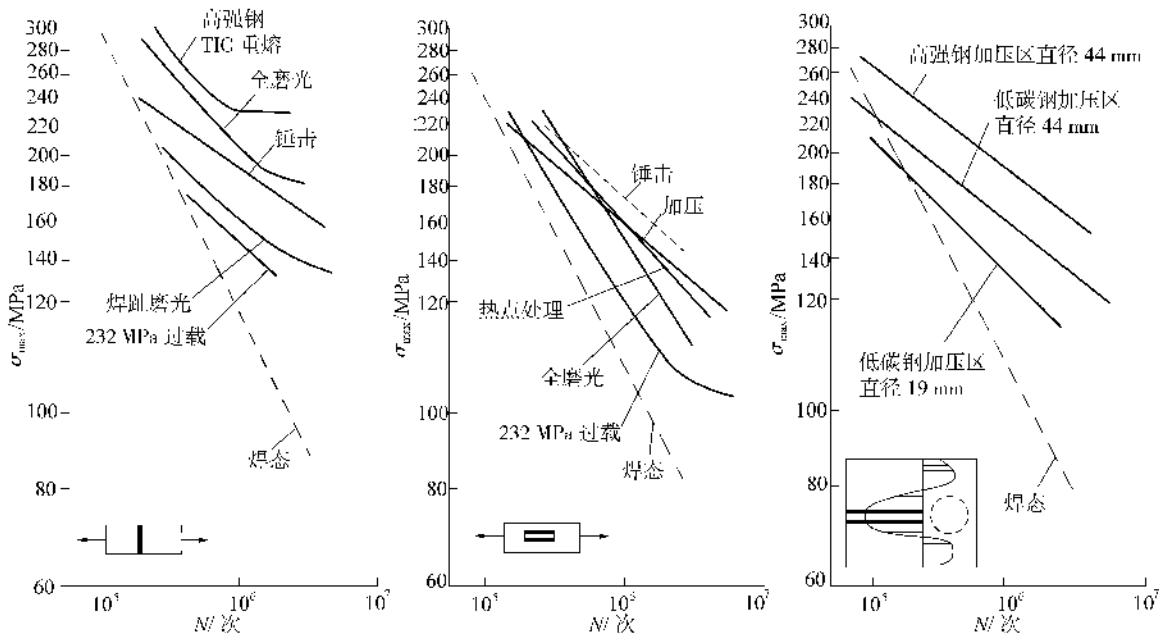 300
280
260
240
220
200
180
160
140
120
100
80
60
σmax/MPa
高强钢
TIG 重熔
全磨光
锤击
焊趾磨光
232 MPa 过载
焊态
10⁵
10⁶
10⁷
N/次
300
280
260
240
220
200
180
160
140
120
100
80
60
σmax/MPa
锤击
加压
热点处理
全磨光
232 MPa 过载
焊态
10⁵
10⁶
10⁷
N/次
300
280
260
240
220
200
180
160
140
120
100
80
60
σmax/MPa
高强钢加压区直径 44 mm
低碳钢加压区
直径 44 mm
低碳钢加压区
直径 19 mm
焊态
10⁵
10⁶
10⁷
N/次